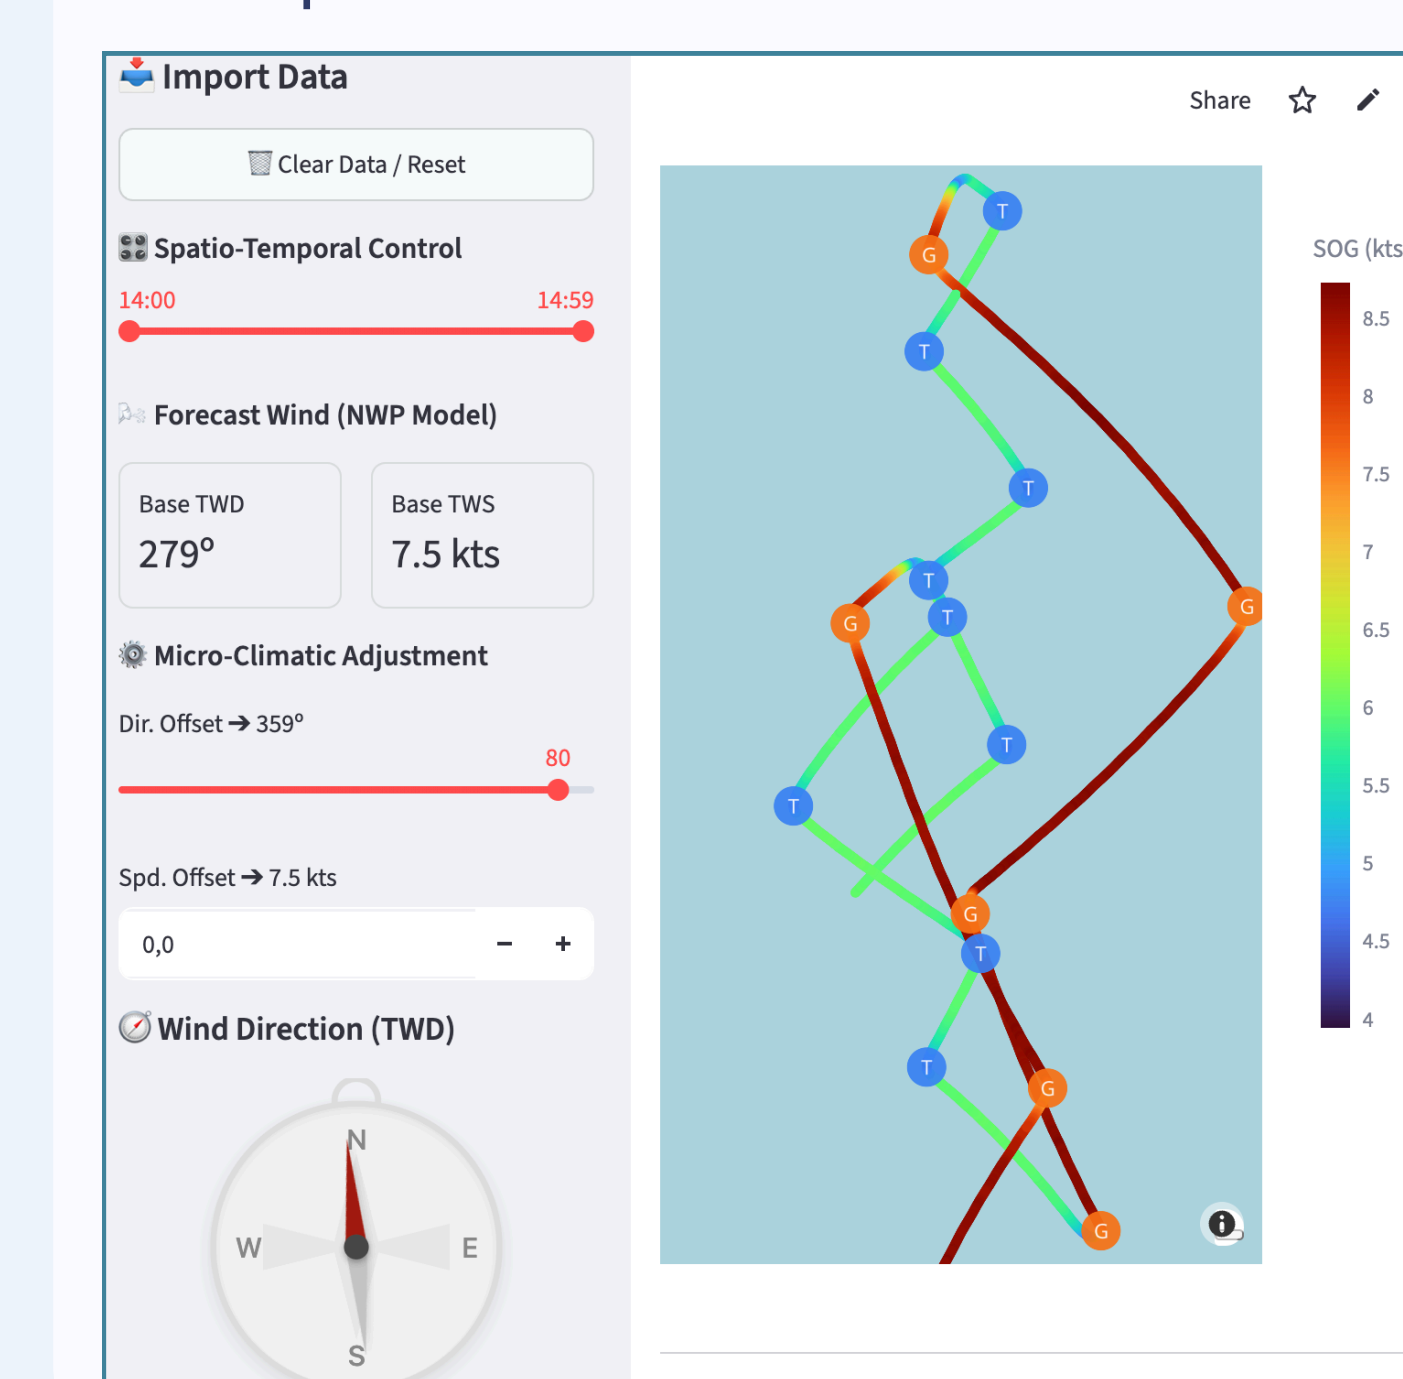 Import Data
Clear Data / Reset
Spatio-Temporal Control
14:00 14:59
Forecast Wind (NWP Model)
Base TWD
279º
Base TWS
7.5 kts
Micro-Climatic Adjustment
Dir. Offset ➔ 359º
80
Spd. Offset ➔ 7.5 kts
0,0 − +
Wind Direction (TWD)
N
W E
S
Share
T
G
T
T
T
G
T
G
T
T
G
T
T
G
G
SOG (kts
8.5
8
7.5
7
6.5
6
5.5
5
4.5
4